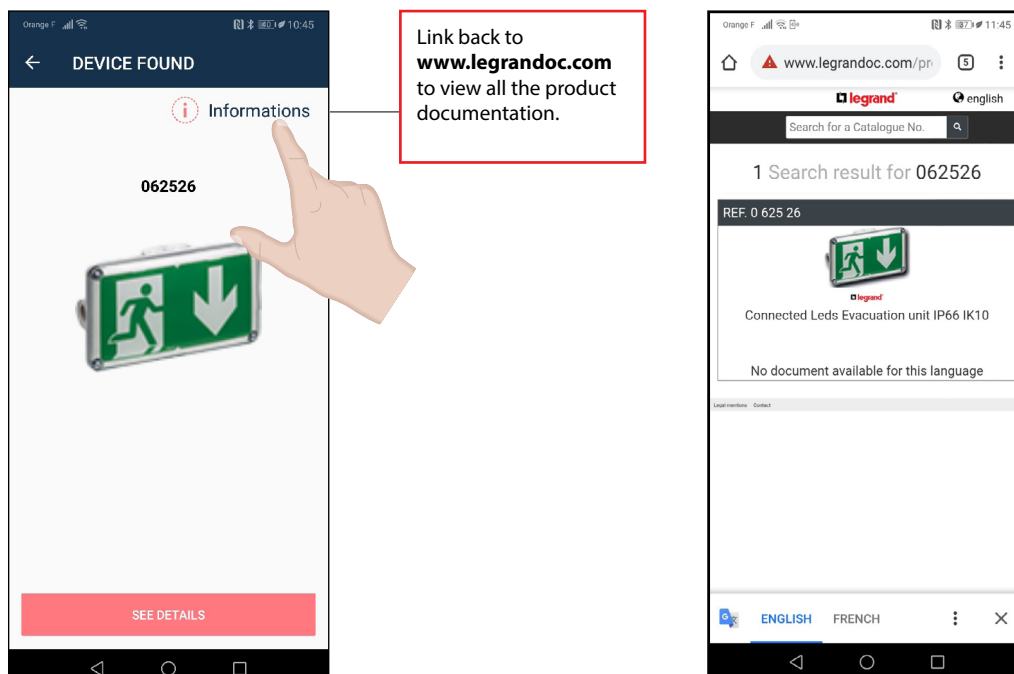 Orange F 10:45
DEVICE FOUND
i Informations
062526
SEE DETAILS
Link back to
www.legrandoc.com
to view all the product
documentation.
Orange F 87 11:45
www.legrandoc.com/pr 5
legrand english
Search for a Catalogue No.
1 Search result for 062526
REF. 0 625 26
legrand
Connected Leds Evacuation unit IP66 IK10
No document available for this language
Legal mentions Contact
ENGLISH FRENCH